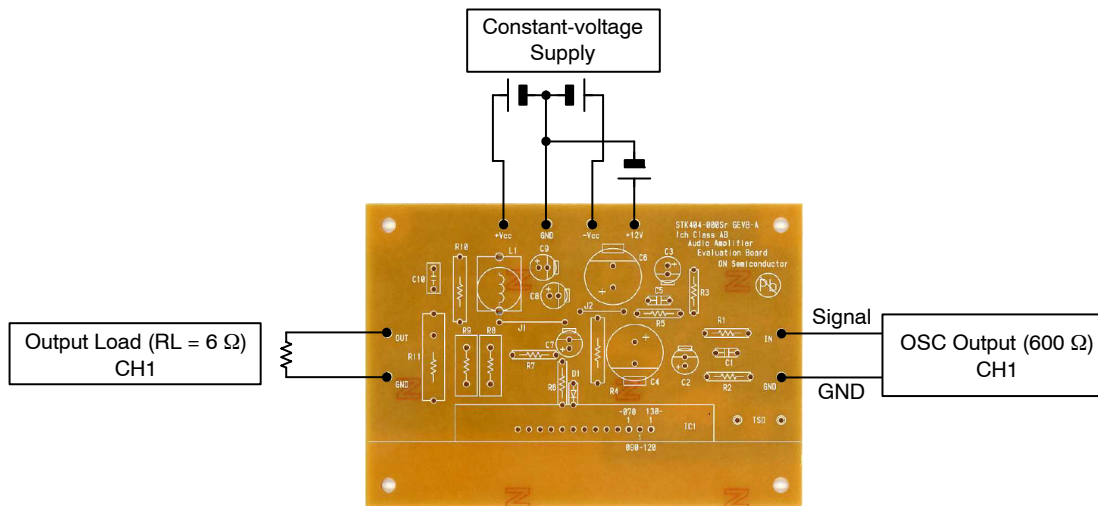 Constant-voltage
Supply
+Vcc
GND
-Vcc
+12V
STK404-000Sr GEVB-A
1ch Class AB
Audio Amplifier
Evaluation Board
ON Semiconductor
Pb
R10
L1
C9
C6
C3
C10
C8
C5
R3
J2
R5
J1
Output Load (RL = 6 Ω)
CH1
OUT
R11
GND
R9
R8
C7
R7
R6
D1
R4
C4
C2
R1
IN
C1
R2
GND
Signal
GND
OSC Output (600 Ω)
CH1
-070
130-
IC1
TSD
080-120